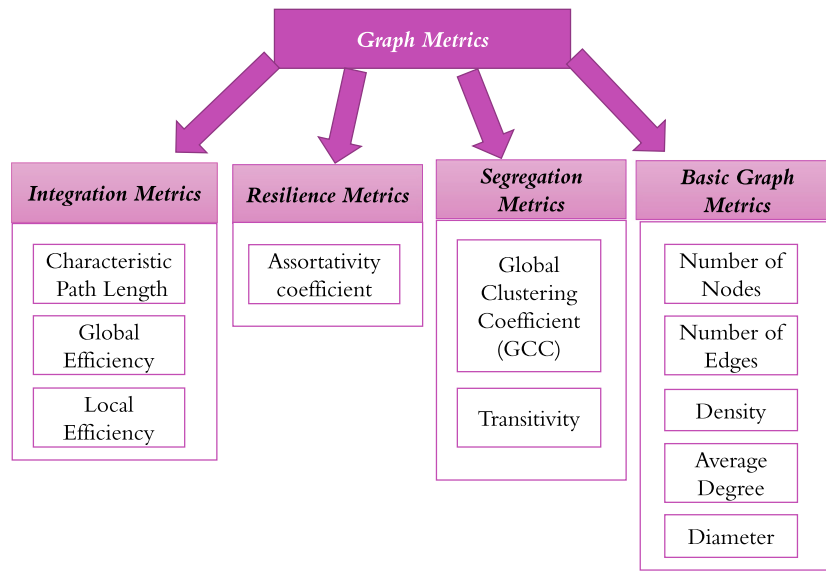 Graph Metrics
Integration Metrics
Characteristic
Path Length
Global
Efficiency
Local
Efficiency
Resilience Metrics
Assortativity
coefficient
Segregation
Metrics
Global
Clustering
Coefficient
(GCC)
Transitivity
Basic Graph
Metrics
Number of
Nodes
Number of
Edges
Density
Average
Degree
Diameter